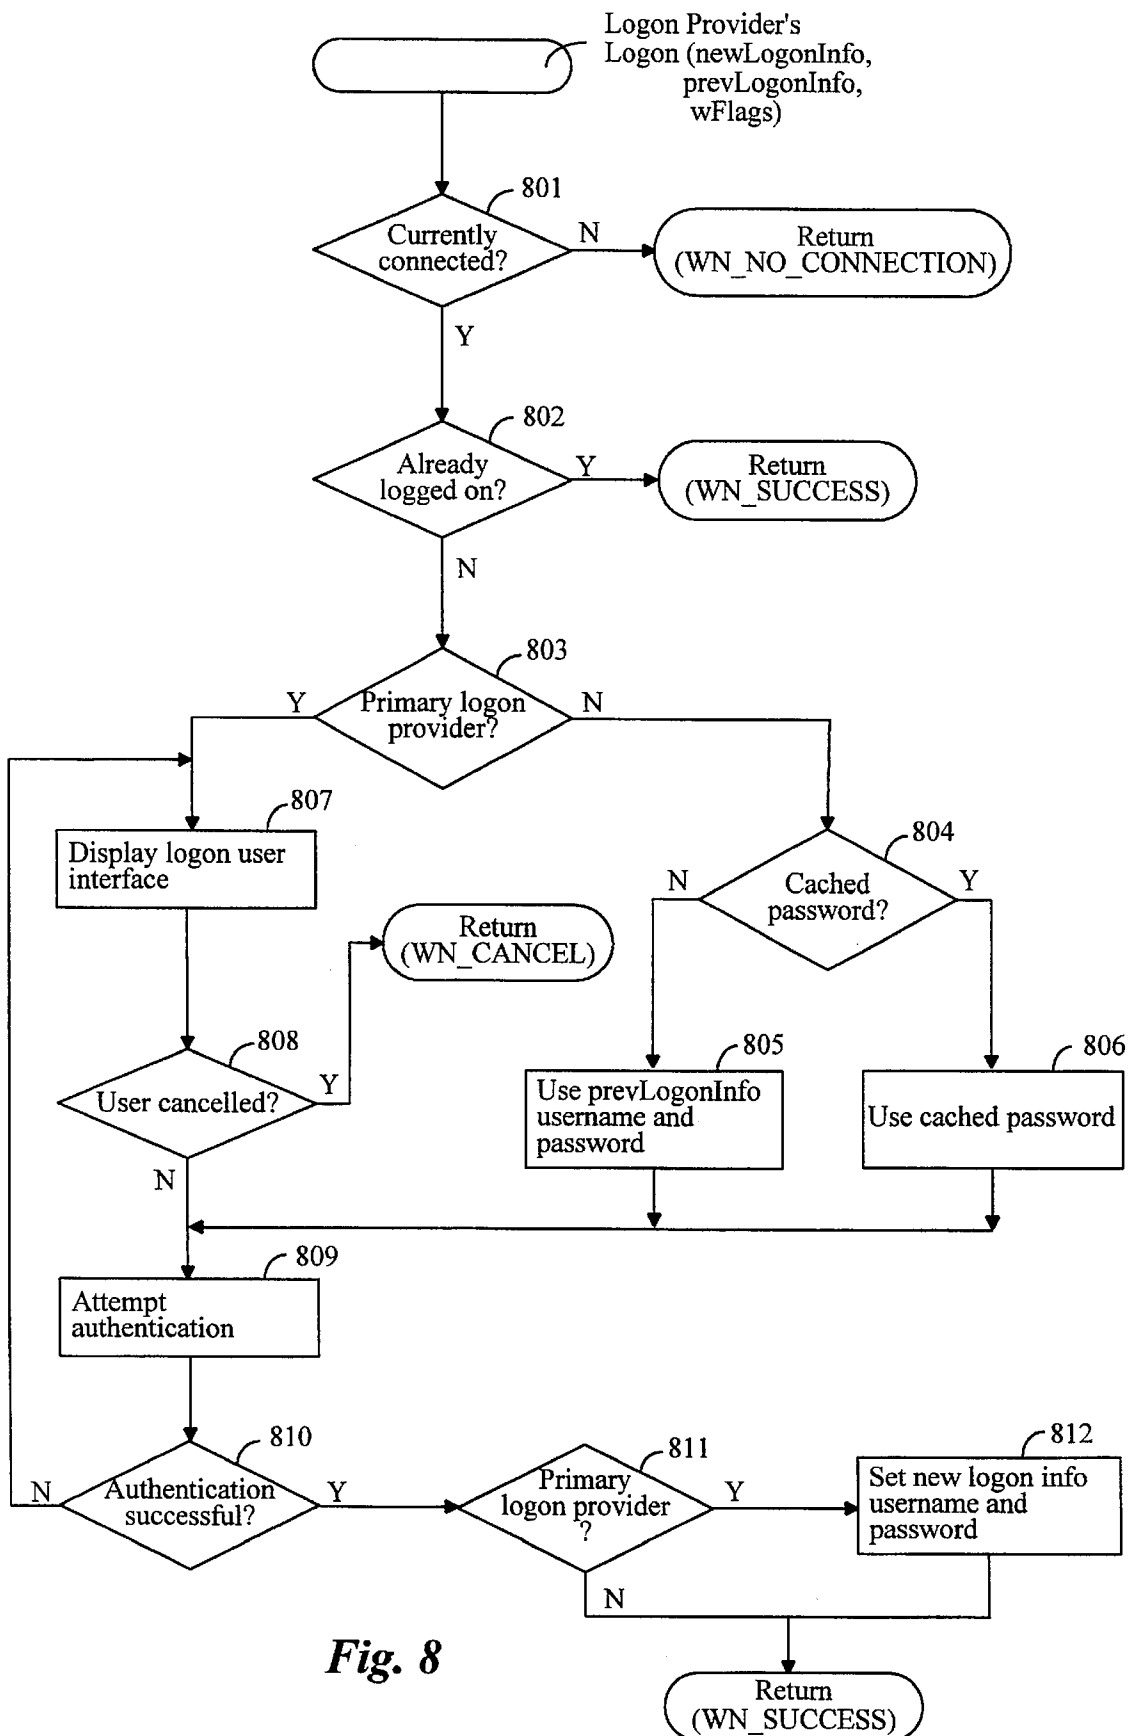 Logon Provider's
Logon (newLogonInfo,
prevLogonInfo,
wFlags)
801
Currently
connected?
N
Return
(WN_NO_CONNECTION)
Y
802
Already
logged on?
Y
Return
(WN_SUCCESS)
N
803
Primary logon
provider?
Y
N
807
Display logon user
interface
804
Cached
password?
N
Y
Return
(WN_CANCEL)
808
User cancelled?
Y
N
805
Use prevLogonInfo
username and
password
806
Use cached password
809
Attempt
authentication
810
Authentication
successful?
N
Y
811
Primary
logon provider
?
Y
N
812
Set new logon info
username and
password
Return
(WN_SUCCESS)
Fig. 8